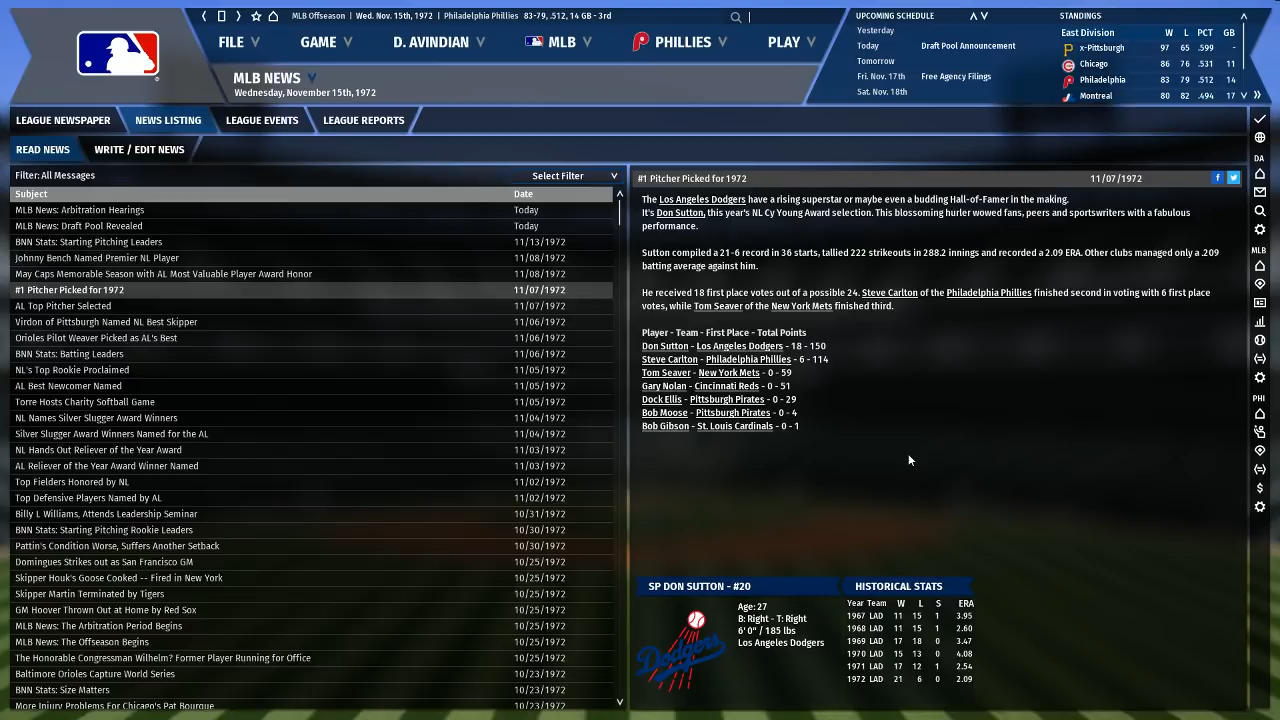 MLB Offseason | Wed. Nov. 15th, 1972 | Philadelphia Phillies 83-79, .512, 14 GB - 3rd
FILE
GAME
D. AVINDIAN
MLB
PHILLIES
PLAY
MLB NEWS
Wednesday, November 15th, 1972
UPCOMING SCHEDULE
Yesterday
Today Draft Pool Announcement
Tomorrow
Fri. Nov. 17th Free Agency Filings
Sat. Nov. 18th
STANDINGS
East Division W L PCT GB
x-Pittsburgh 97 65 .599 -
Chicago 86 76 .531 11
Philadelphia 83 79 .512 14
Montreal 80 82 .494 17
LEAGUE NEWSPAPER
NEWS LISTING
LEAGUE EVENTS
LEAGUE REPORTS
READ NEWS
WRITE / EDIT NEWS
Filter: All Messages
Select Filter
Subject Date
MLB News: Arbitration Hearings Today
MLB News: Draft Pool Revealed Today
BNN Stats: Starting Pitching Leaders 11/13/1972
Johnny Bench Named Premier NL Player 11/08/1972
May Caps Memorable Season with AL Most Valuable Player Award Honor 11/08/1972
#1 Pitcher Picked for 1972 11/07/1972
AL Top Pitcher Selected 11/07/1972
Virdon of Pittsburgh Named NL Best Skipper 11/06/1972
Orioles Pilot Weaver Picked as AL's Best 11/06/1972
BNN Stats: Batting Leaders 11/06/1972
NL's Top Rookie Proclaimed 11/05/1972
AL Best Newcomer Named 11/05/1972
Torre Hosts Charity Softball Game 11/05/1972
NL Names Silver Slugger Award Winners 11/04/1972
Silver Slugger Award Winners Named for the AL 11/04/1972
NL Hands Out Reliever of the Year Award 11/03/1972
AL Reliever of the Year Award Winner Named 11/03/1972
Top Fielders Honored by NL 11/02/1972
Top Defensive Players Named by AL 11/02/1972
Billy L Williams, Attends Leadership Seminar 10/31/1972
BNN Stats: Starting Pitching Rookie Leaders 10/30/1972
Pattin's Condition Worse, Suffers Another Setback 10/30/1972
Domingues Strikes out as San Francisco GM 10/25/1972
Skipper Houk's Goose Cooked -- Fired in New York 10/25/1972
Skipper Martin Terminated by Tigers 10/25/1972
GM Hoover Thrown Out at Home by Red Sox 10/25/1972
MLB News: The Arbitration Period Begins 10/25/1972
MLB News: The Offseason Begins 10/25/1972
The Honorable Congressman Wilhelm? Former Player Running for Office 10/25/1972
Baltimore Orioles Capture World Series 10/23/1972
BNN Stats: Size Matters 10/23/1972
More Injury Problems For Chicago's Pat Bourque 10/23/1972
#1 Pitcher Picked for 1972 11/07/1972
The Los Angeles Dodgers have a rising superstar or maybe even a budding Hall-of-Famer in the making.
It's Don Sutton, this year's NL Cy Young Award selection. This blossoming hurler wowed fans, peers and sportswriters with a fabulous
performance.
Sutton compiled a 21-6 record in 36 starts, tallied 222 strikeouts in 288.2 innings and recorded a 2.09 ERA. Other clubs managed only a .209
batting average against him.
He received 18 first place votes out of a possible 24. Steve Carlton of the Philadelphia Phillies finished second in voting with 6 first place
votes, while Tom Seaver of the New York Mets finished third.
Player - Team - First Place - Total Points
Don Sutton - Los Angeles Dodgers - 18 - 150
Steve Carlton - Philadelphia Phillies - 6 - 114
Tom Seaver - New York Mets - 0 - 59
Gary Nolan - Cincinnati Reds - 0 - 51
Dock Ellis - Pittsburgh Pirates - 0 - 29
Bob Moose - Pittsburgh Pirates - 0 - 4
Bob Gibson - St. Louis Cardinals - 0 - 1
SP DON SUTTON - #20
Dodgers
Age: 27
B: Right - T: Right
6' 0" / 185 lbs
Los Angeles Dodgers
HISTORICAL STATS
Year Team W L S ERA
1967 LAD 11 15 1 3.95
1968 LAD 11 15 1 2.60
1969 LAD 17 18 0 3.47
1970 LAD 15 13 0 4.08
1971 LAD 17 12 1 2.54
1972 LAD 21 6 0 2.09
DA
MLB
PHI